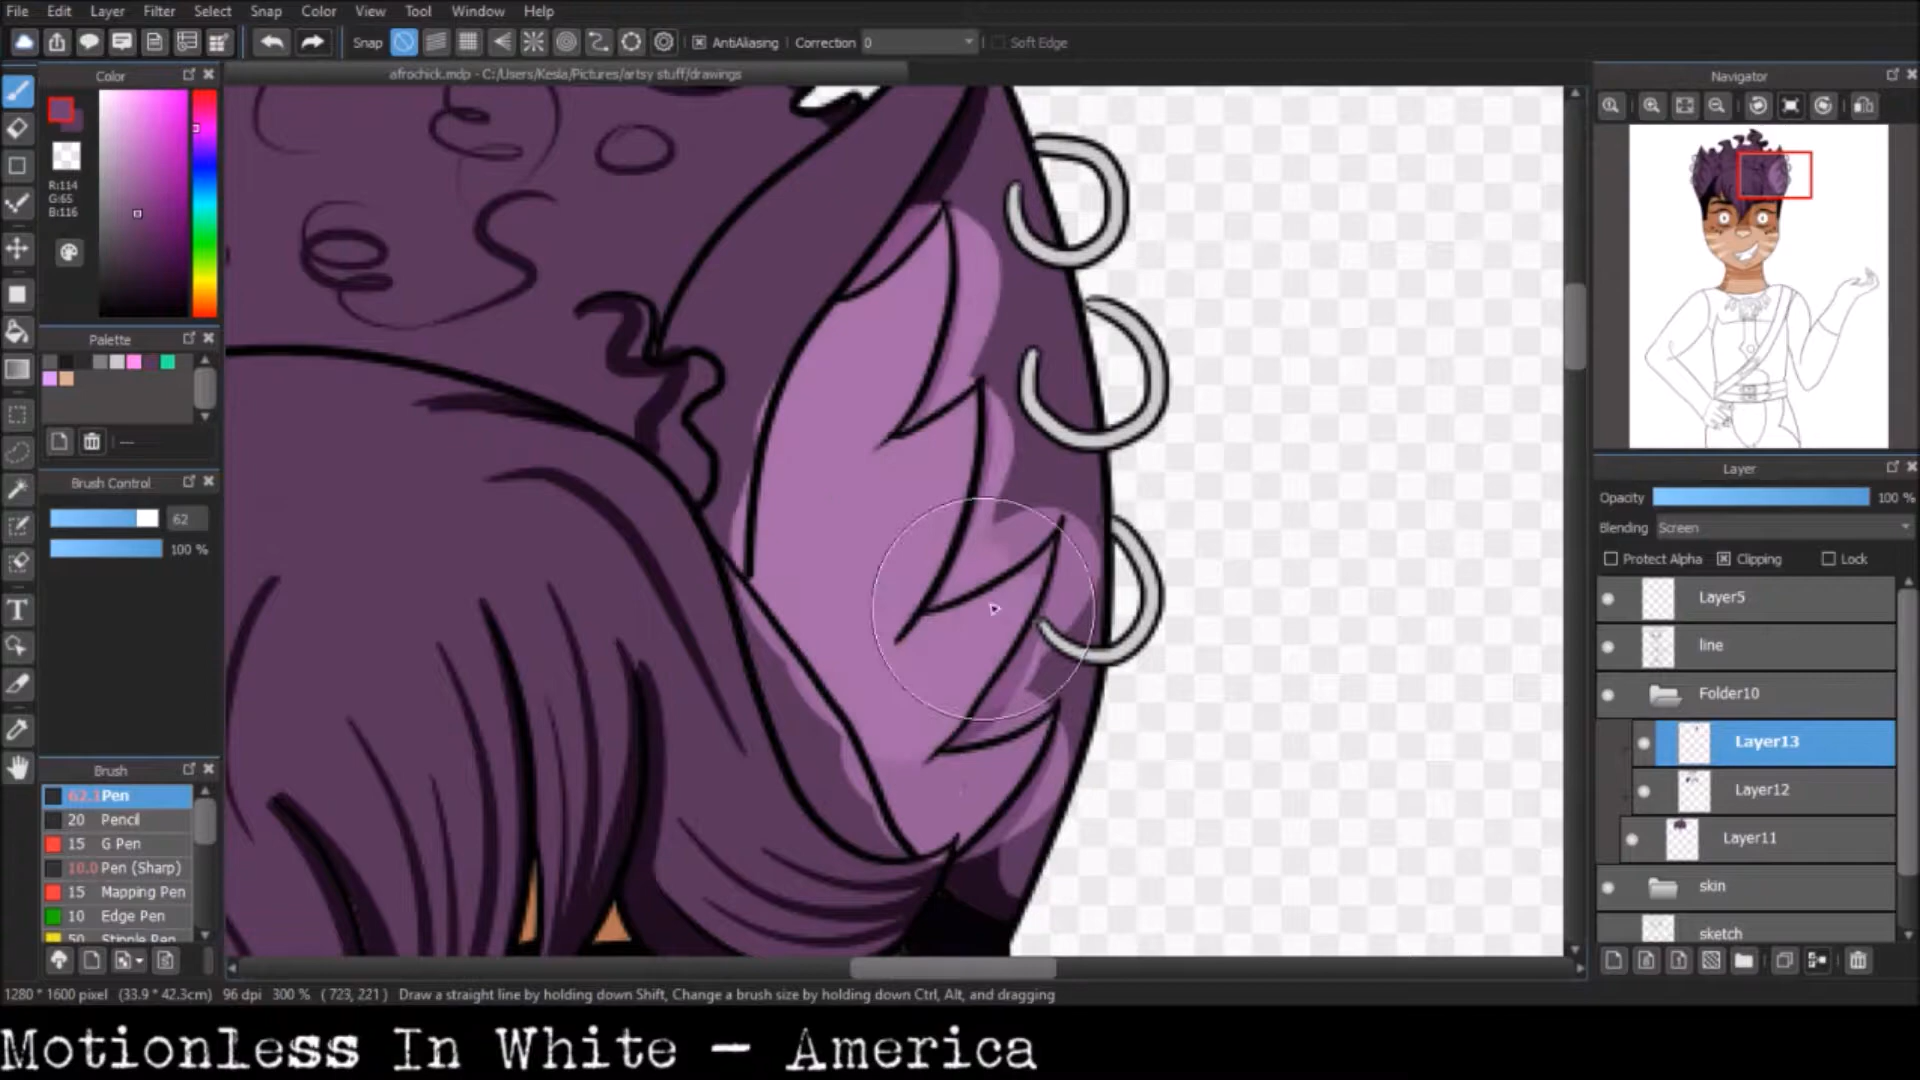 File Edit Layer Filter Select Snap Color View Tool Window Help
Snap AntiAliasing Correction 0 Soft Edge
Color
afrochick.mdp - C:/Users/Kesla/Pictures/artsy stuff/drawings
Navigator
R:114
G:65
B:116
Palette
Brush Control
62
100 %
Layer
Opacity 100 %
Blending Screen
Protect Alpha Clipping Lock
Layer5
line
Folder10
Layer13
Layer12
Layer11
skin
sketch
Brush
62.1 Pen
20 Pencil
15 G Pen
10.0 Pen (Sharp)
15 Mapping Pen
10 Edge Pen
50 Stipple Pen
T
1280 * 1600 pixel (33.9 * 42.3cm) 96 dpi 300 % ( 723, 221 ) Draw a straight line by holding down Shift, Change a brush size by holding down Ctrl, Alt, and dragging
Motionless In White - America